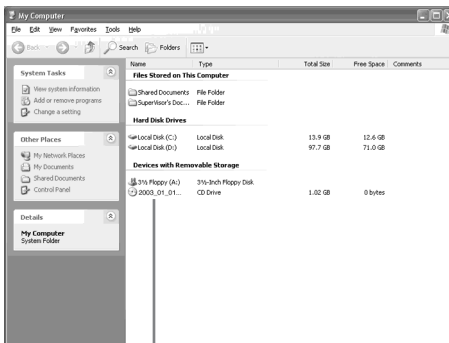 My Computer
File Edit View Favorites Tools Help
Back Search Folders
System Tasks
View system information
Add or remove programs
Change a setting
Other Places
My Network Places
My Documents
Shared Documents
Control Panel
Details
My Computer
System Folder
Name Type Total Size Free Space Comments
Files Stored on This Computer
Shared Documents File Folder
SuperVisor's Doc... File Folder
Hard Disk Drives
Local Disk (C:) Local Disk 13.9 GB 12.6 GB
Local Disk (D:) Local Disk 97.7 GB 71.0 GB
Devices with Removable Storage
3½ Floppy (A:) 3½-Inch Floppy Disk
2003_01_01... CD Drive 1.02 GB 0 bytes